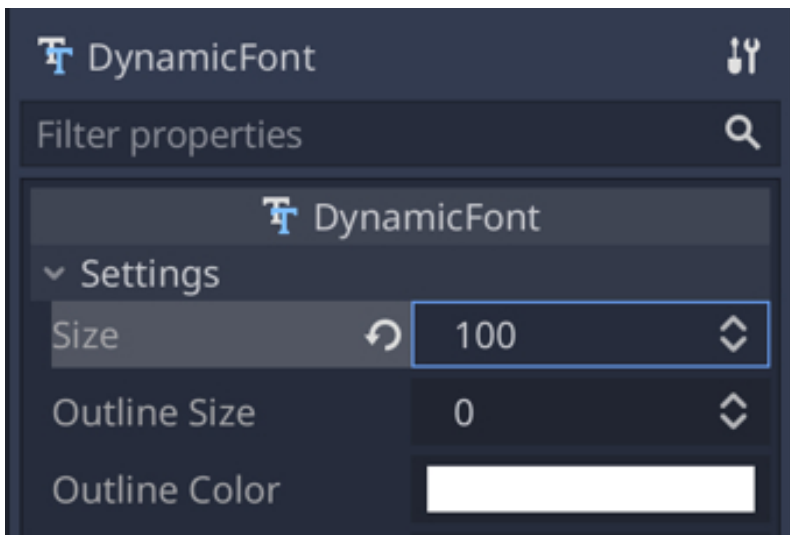 DynamicFont
Filter properties
DynamicFont
Settings
Size 100
Outline Size 0
Outline Color